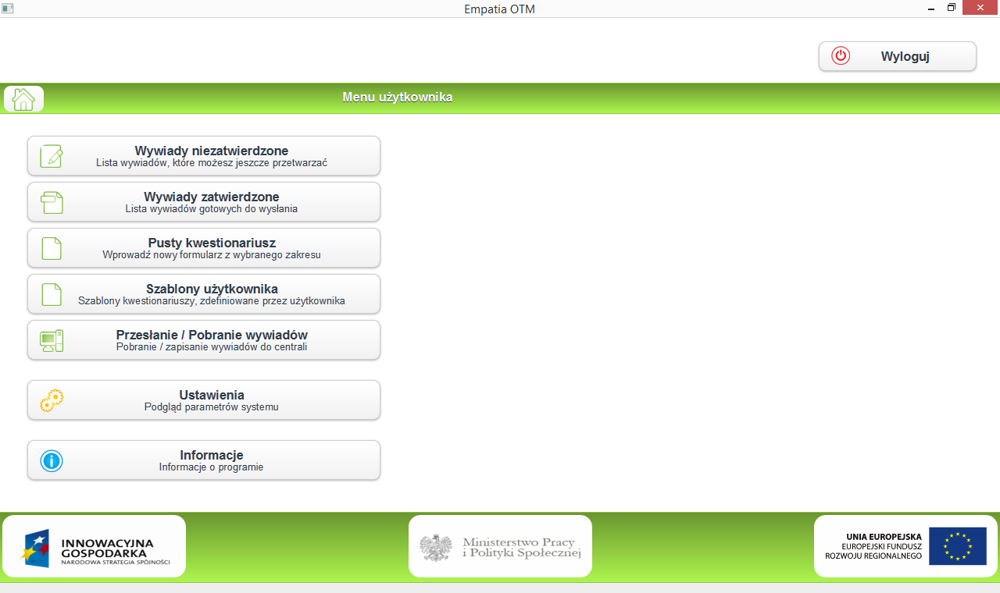 Empatia OTM
Wyloguj
Menu użytkownika
Wywiady niezatwierdzone
Lista wywiadów, które możesz jeszcze przetwarzać
Wywiady zatwierdzone
Lista wywiadów gotowych do wysłania
Pusty kwestionariusz
Wprowadź nowy formularz z wybranego zakresu
Szablony użytkownika
Szablony kwestionariuszy, zdefiniowane przez użytkownika
Przesłanie / Pobranie wywiadów
Pobranie / zapisanie wywiadów do centrali
Ustawienia
Podgląd parametrów systemu
Informacje
Informacje o programie
INNOWACYJNA
GOSPODARKA
NARODOWA STRATEGIA SPÓJNOŚCI
Ministerstwo Pracy
i Polityki Społecznej
UNIA EUROPEJSKA
EUROPEJSKI FUNDUSZ
ROZWOJU REGIONALNEGO